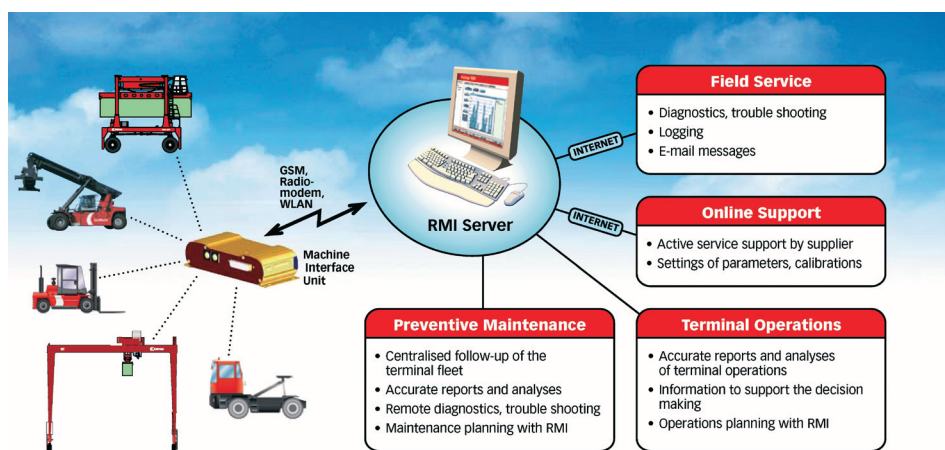 GSM,
Radio-
modem,
WLAN
Machine
Interface
Unit
RMI Server
INTERNET
INTERNET
Field Service
• Diagnostics, trouble shooting
• Logging
• E-mail messages
Online Support
• Active service support by supplier
• Settings of parameters, calibrations
Preventive Maintenance
• Centralised follow-up of the
terminal fleet
• Accurate reports and analyses
• Remote diagnostics, trouble shooting
• Maintenance planning with RMI
Terminal Operations
• Accurate reports and analyses
of terminal operations
• Information to support the decision
making
• Operations planning with RMI